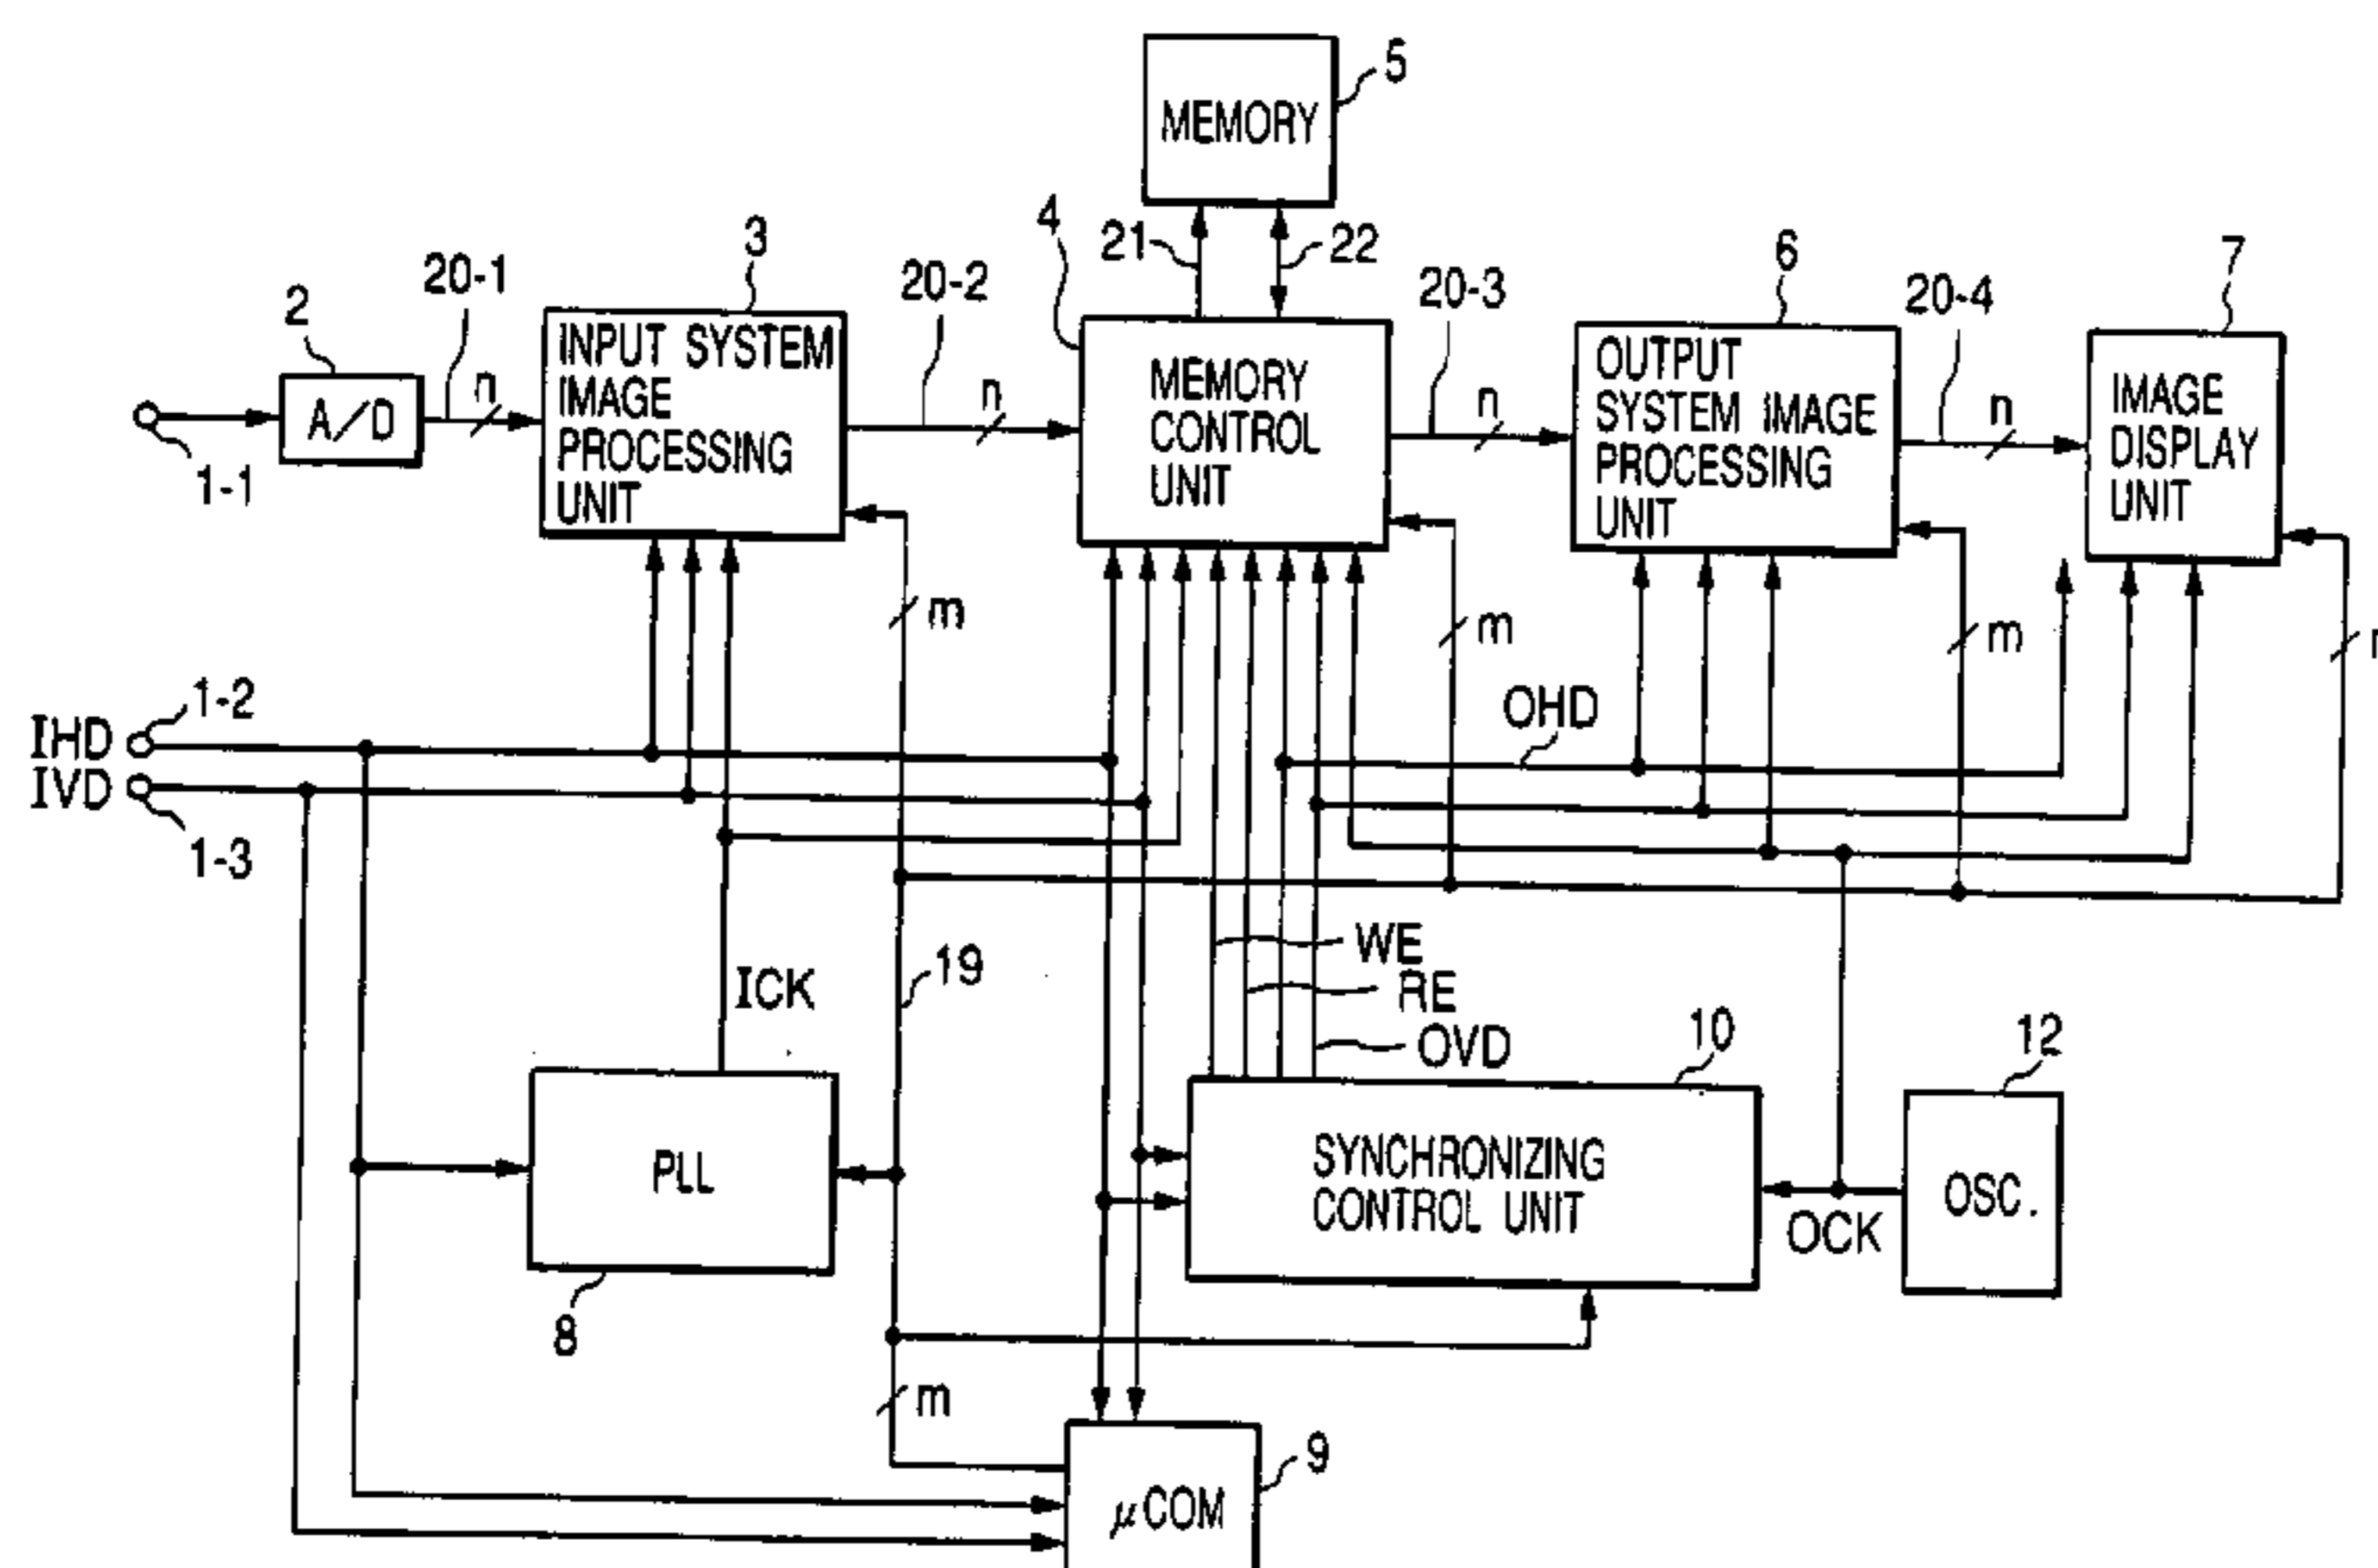 MEMORY
5
4
21
22
3
6
7
2
20-1
20-2
20-3
20-4
n
n
n
n
A/D
INPUT SYSTEM
IMAGE
PROCESSING
UNIT
MEMORY
CONTROL
UNIT
OUTPUT
SYSTEM IMAGE
PROCESSING
UNIT
IMAGE
DISPLAY
UNIT
1-1
m
m
m
IHD
1-2
IVD
1-3
OHD
WE
RE
OVD
ICK
19
10
12
PLL
8
SYNCHRONIZING
CONTROL UNIT
OCK
OSC.
m
μCOM
9